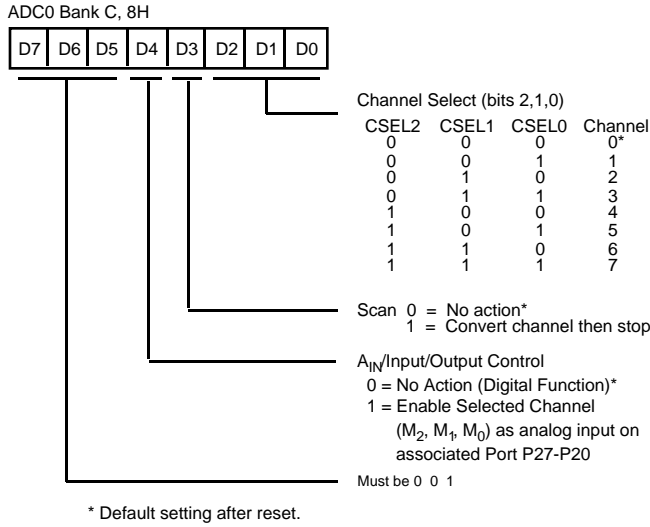 ADC0 Bank C, 8H
D7 D6 D5 D4 D3 D2 D1 D0
Channel Select (bits 2,1,0)
CSEL2 CSEL1 CSEL0 Channel
0 0 0 0*
0 0 1 1
0 1 0 2
0 1 1 3
1 0 0 4
1 0 1 5
1 1 0 6
1 1 1 7
Scan 0 = No action*
1 = Convert channel then stop
AIN/Input/Output Control
0 = No Action (Digital Function)*
1 = Enable Selected Channel
(M2, M1, M0) as analog input on
associated Port P27-P20
Must be 0 0 1
* Default setting after reset.